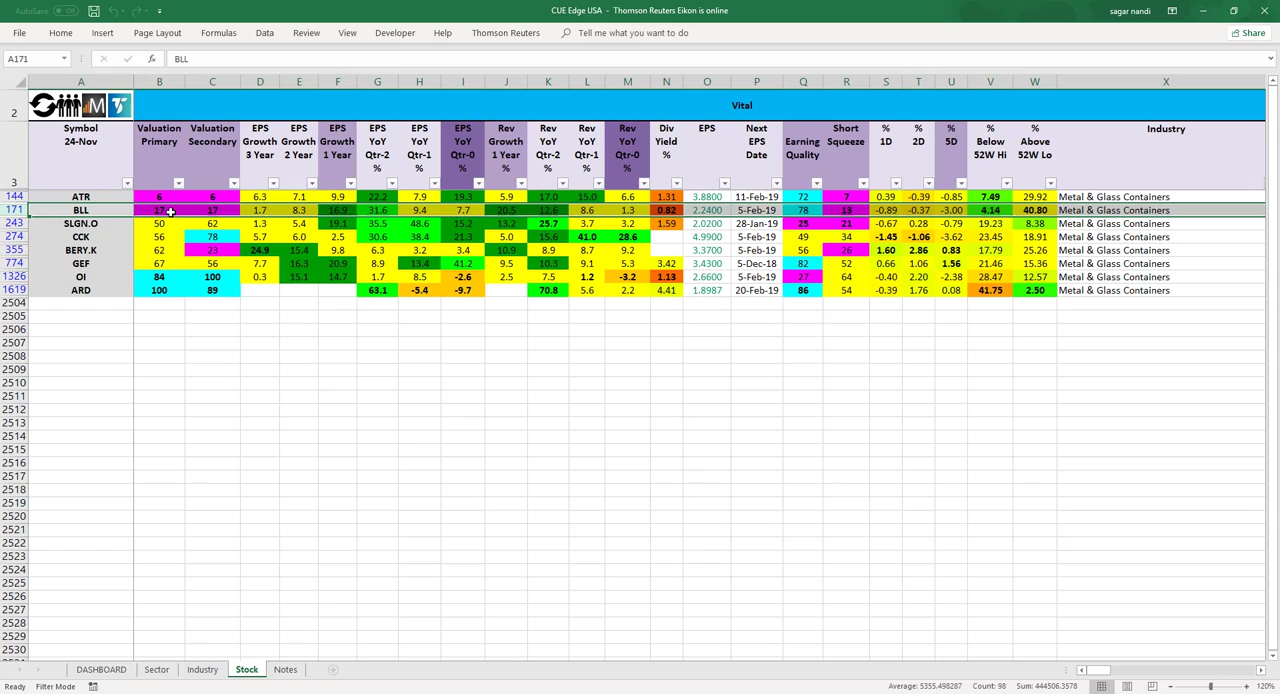 AutoSave Off
CUE Edge USA - Thomson Reuters Eikon is online
sagar nandi
File Home Insert Page Layout Formulas Data Review View Developer Help Thomson Reuters Tell me what you want to do Share
A171 fx BLL
A B C D E F G H I J K L M N O P Q R S T U V W X
2 Vital
3 Symbol 24-Nov Valuation Primary Valuation Secondary EPS Growth 3 Year EPS Growth 2 Year EPS Growth 1 Year EPS YoY Qtr-2 % EPS YoY Qtr-1 % EPS YoY Qtr-0 % Rev Growth 1 Year Rev YoY Qtr-2 % Rev YoY Qtr-1 % Rev YoY Qtr-0 % Div Yield % EPS Next EPS Date Earning Quality Short Squeeze % 1D % 2D % 5D % Below 52W Hi % Above 52W Lo Industry
144 ATR 6 6 6.3 7.1 9.9 22.2 7.9 19.3 5.9 17.0 15.0 6.6 1.31 3.8800 11-Feb-19 72 7 0.39 -0.39 -0.85 7.49 29.92 Metal & Glass Containers
171 BLL 17 17 1.7 8.3 16.9 31.6 9.4 7.7 20.5 12.6 8.6 1.3 0.82 2.2400 5-Feb-19 78 13 -0.89 -0.37 -3.00 4.14 40.80 Metal & Glass Containers
243 SLGN.O 50 62 1.3 5.4 19.1 35.5 48.6 15.2 13.2 25.7 3.7 3.2 1.59 2.0200 28-Jan-19 25 21 -0.67 0.28 -0.79 19.23 8.38 Metal & Glass Containers
274 CCK 56 78 5.7 6.0 2.5 30.6 38.4 21.3 5.0 15.6 41.0 28.6 4.9900 5-Feb-19 49 34 -1.45 -1.06 -3.62 23.45 18.91 Metal & Glass Containers
355 BERY.K 62 23 24.9 15.4 9.8 6.3 3.2 3.4 10.9 8.9 8.7 9.2 3.3700 5-Feb-19 56 26 1.60 2.86 0.83 17.79 25.26 Metal & Glass Containers
774 GEF 67 56 7.7 16.3 20.9 8.9 13.4 41.2 9.5 10.3 9.1 5.3 3.42 3.4300 5-Dec-18 82 52 0.66 1.06 1.56 21.46 15.36 Metal & Glass Containers
1326 OI 84 100 0.3 15.1 14.7 1.7 8.5 -2.6 2.5 7.5 1.2 -3.2 1.13 2.6600 5-Feb-19 27 64 -0.40 2.20 -2.38 28.47 12.57 Metal & Glass Containers
1619 ARD 100 89 63.1 -5.4 -9.7 70.8 5.6 2.2 4.41 1.8987 20-Feb-19 86 54 -0.39 1.76 0.08 41.75 2.50 Metal & Glass Containers
2504
2505
2506
2507
2508
2509
2510
2511
2512
2513
2514
2515
2516
2517
2518
2519
2520
2521
2522
2523
2524
2525
2526
2527
2528
2529
2530
DASHBOARD Sector Industry Stock Notes
Ready Filter Mode Average: 5355.498287 Count: 98 Sum: 444506.3578 120%